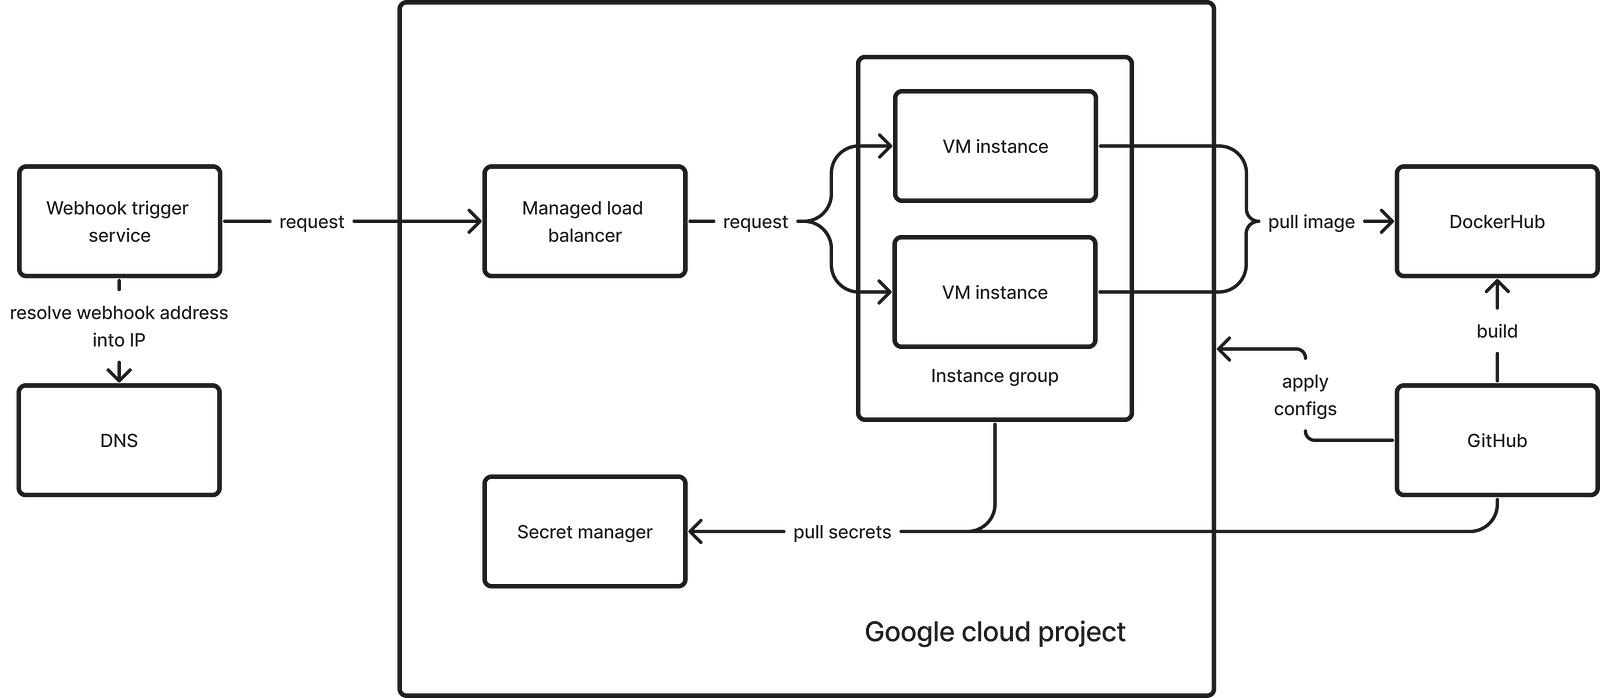 Webhook trigger
service
request
resolve webhook address
into IP
DNS
Managed load
balancer
request
VM instance
VM instance
Instance group
pull image
DockerHub
build
apply
configs
GitHub
Secret manager
pull secrets
Google cloud project